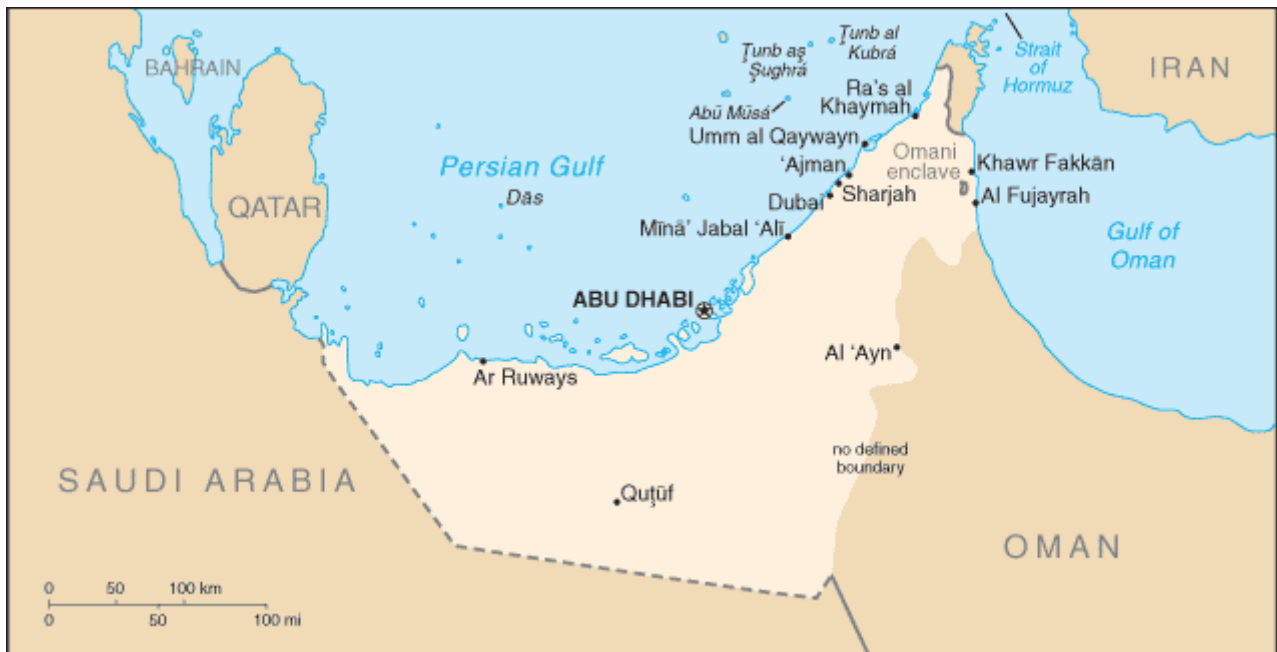 Ţunb al
Kubrá
Ţunb aş
Şughrá
Strait
of
Hormuz
IRAN
BAHRAIN
Abū Mūsá
Ra's al
Khaymah
Umm al Qaywayn
Omani
enclave
Khawr Fakkān
Persian Gulf
'Ajman
Dubai
Sharjah
Al Fujayrah
QATAR
Dās
Mīnā' Jabal 'Alī
Gulf of
Oman
ABU DHABI
Al 'Ayn
Ar Ruways
no defined
boundary
SAUDI ARABIA
Quţūf
OMAN
0 50 100 km
0 50 100 mi